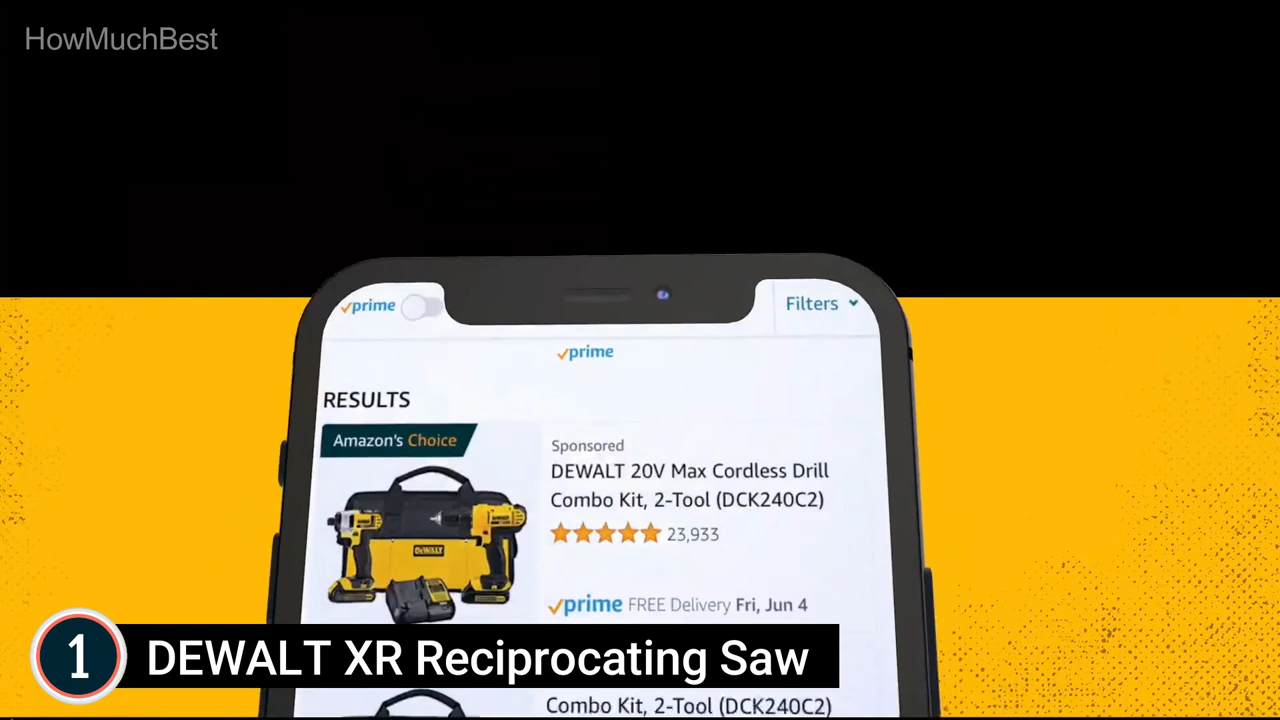 HowMuchBest
prime
Filters
prime
RESULTS
Amazon's Choice
Sponsored
DEWALT 20V Max Cordless Drill
Combo Kit, 2-Tool (DCK240C2)
23,933
DEWALT
prime FREE Delivery Fri, Jun 4
1 DEWALT XR Reciprocating Saw
Combo Kit, 2-Tool (DCK240C2)